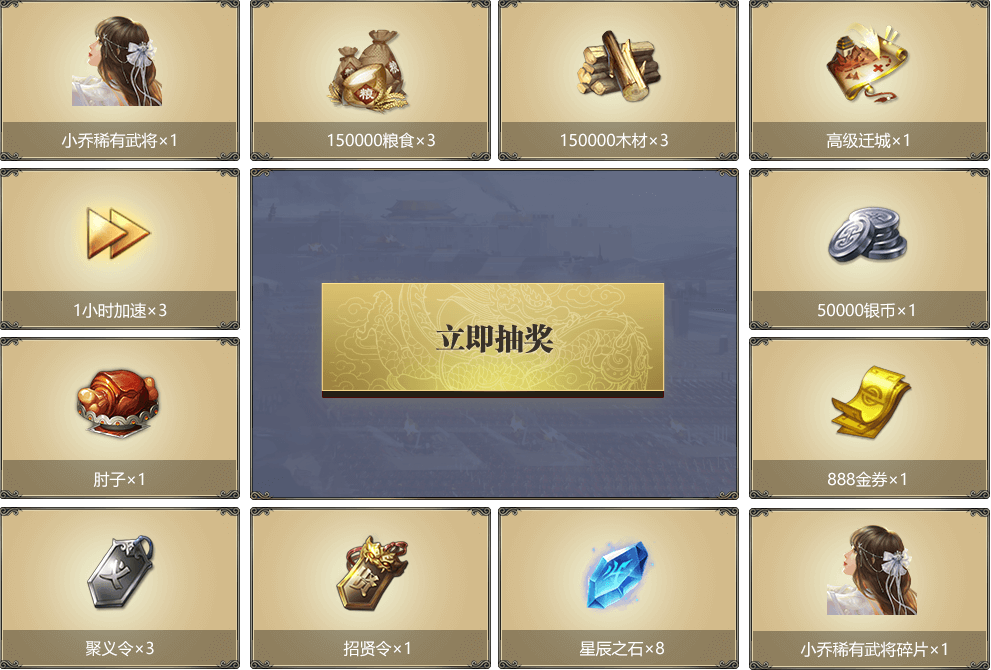 小乔稀有武将×1
粮
粮
150000粮食×3
150000木材×3
高级迁城×1
1小时加速×3
立即抽奖
50000银币×1
肘子×1
888金券×1
义
聚义令×3
贤
招贤令×1
星辰之石×8
小乔稀有武将碎片×1